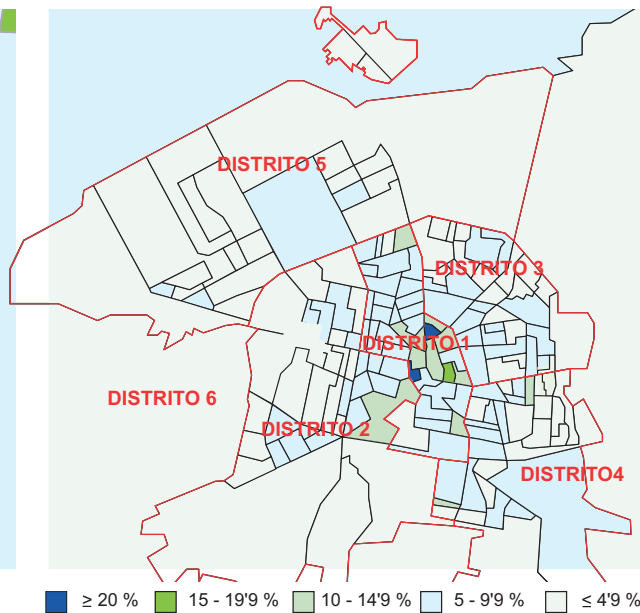 DISTRITO 5
DISTRITO 3
DISTRITO 1
DISTRITO 6
DISTRITO 2
DISTRITO4
≥ 20 % 15 - 19'9 % 10 - 14'9 % 5 - 9'9 % ≤ 4'9 %